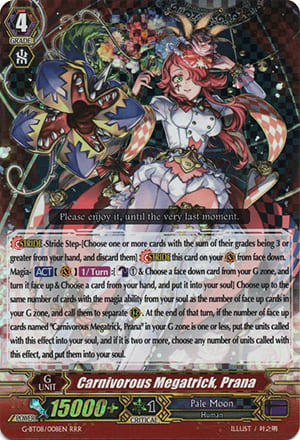 4
GRADE
Please enjoy it, until the very last moment.
STRIDE -Stride Step-[Choose one or more cards with the sum of their grades being 3 or
greater from your hand, and discard them] STRIDE this card on your (V) from face down.
Magia- ACT (V) 1/Turn :[ ① & Choose a face down card from your G zone, and
turn it face up & Choose a card from your hand, and put it into your soul] Choose up to the
same number of cards with the magia ability from your soul as the number of face up cards in
your G zone, and call them to separate (R). At the end of that turn, if the number of face up
cards named "Carnivorous Megatrick, Prana" in your G zone is one or less, put the units called
with this effect into your soul, and if it is two or more, choose any number of units called with
this effect, and put them into your soul.
G
UNIT
Carnivorous Megatrick, Prana
POWER
15000+
1
CRITICAL
Pale Moon
Human
G-BT08/008EN RRR
ILLUST / 叶之明